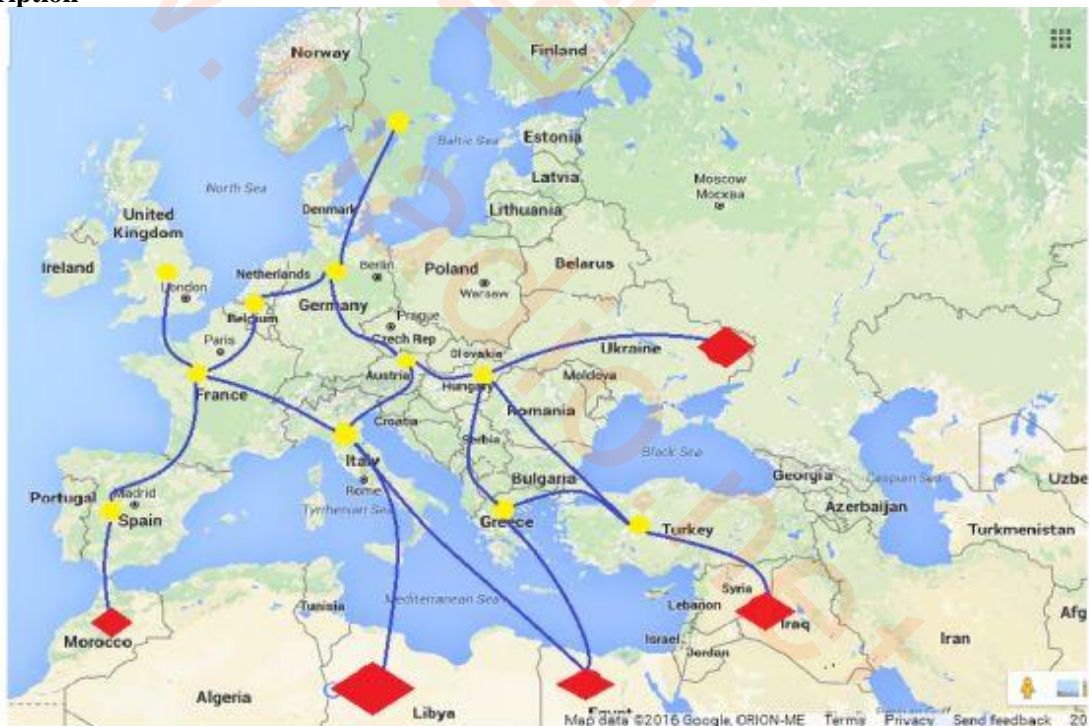 ription
Norway
Finland
Baltic Sea
Estonia
Latvia
Moscow
Москва
North Sea
Denmark
Lithuania
United
Kingdom
Ireland
Netherlands
Berlin
Poland
Belarus
London
Warsaw
Germany
Belgium
Prague
Paris
Czech Rep
Slovakia
Ukraine
Austria
Hungary
Moldova
France
Romania
Croatia
Serbia
Black Sea
Italy
Bulgaria
Georgia
Caspian Sea
Uzbe
Portugal
Madrid
Rome
Azerbaijan
Spain
Tyrrhenian Sea
Greece
Turkey
Turkmenistan
Syria
Mediterranean Sea
Tunisia
Lebanon
Iraq
Afg
Morocco
Israel
Iran
Jordan
Algeria
Libya
Egypt
Map data ©2016 Google, ORION-ME Terms Privacy Send feedback